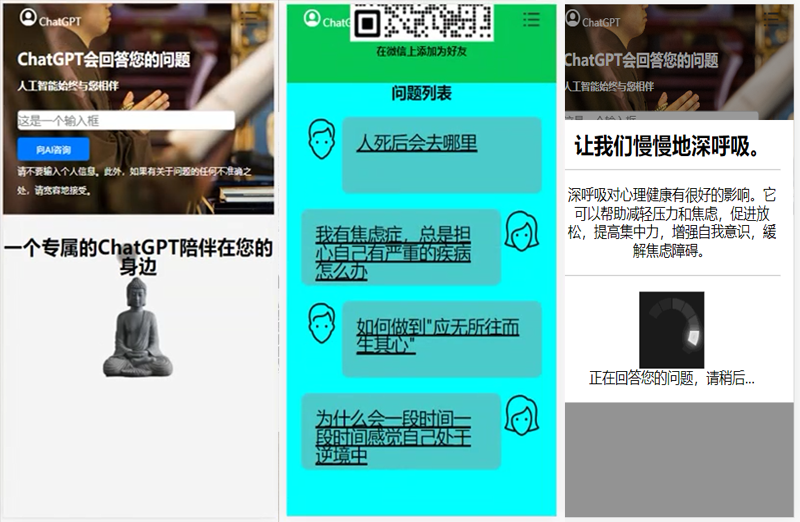 ChatGPT
ChatGPT会回答您的问题
人工智能始终与您相伴
这是一个输入框
向AI咨询
请不要输入个人信息。此外，如果有关于问题的任何不准确之
处，请宽容地接受。
一个专属的ChatGPT陪伴在您的
身边
ChatG
在微信上添加为好友
问题列表
人死后会去哪里
我有焦虑症，总是担
心自己有严重的疾病
怎么办
如何做到"应无所往而
生其心"
为什么会一段时间一
段时间感觉自己处于
逆境中
ChatGPT
ChatGPT会回答您的问题
人工智能始终与您相伴
这是一个输入框
让我们慢慢地深呼吸。
深呼吸对心理健康有很好的影响。它
可以帮助减轻压力和焦虑，促进放
松，提高集中力，增强自我意识，緩
解焦虑障碍。
正在回答您的问题，请稍后...